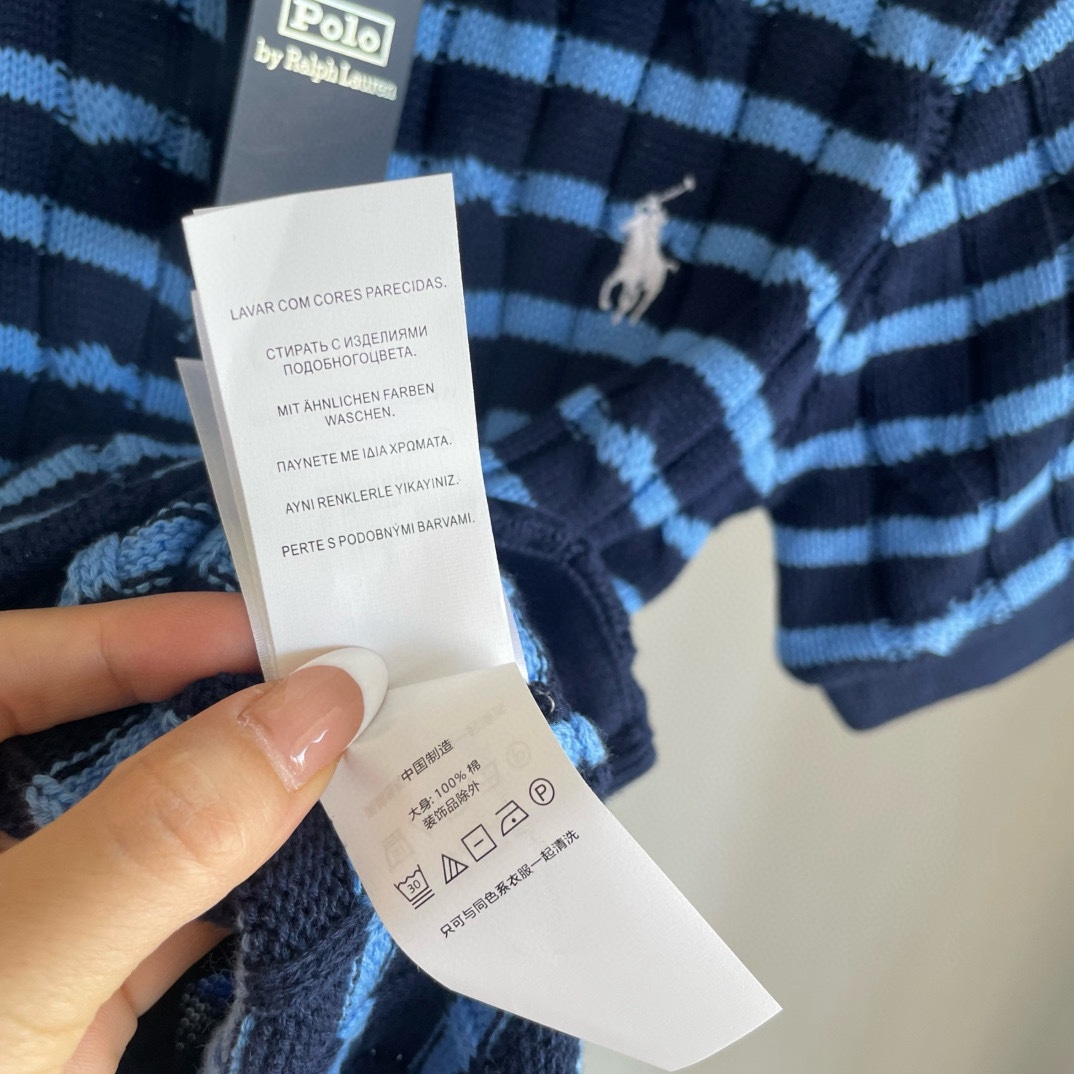 Polo
by Ralph Lauren
LAVAR COM CORES PARECIDAS.
СТИРАТЬ С ИЗДЕЛИЯМИ
ПОДОБНОГОЦВЕТА.
MIT ÄHNLICHEN FARBEN
WASCHEN.
ΠΑΥΝΕΤΕ ΜΕ ΙΔΙΑ ΧΡΩΜΑΤΑ.
AYNI RENKLERLE YIKAYINIZ.
PERTE S PODOBNÝMI BARVAMI.
中国制造
大身: 100% 棉
装饰品除外
30
P
只可与同色系衣服一起清洗